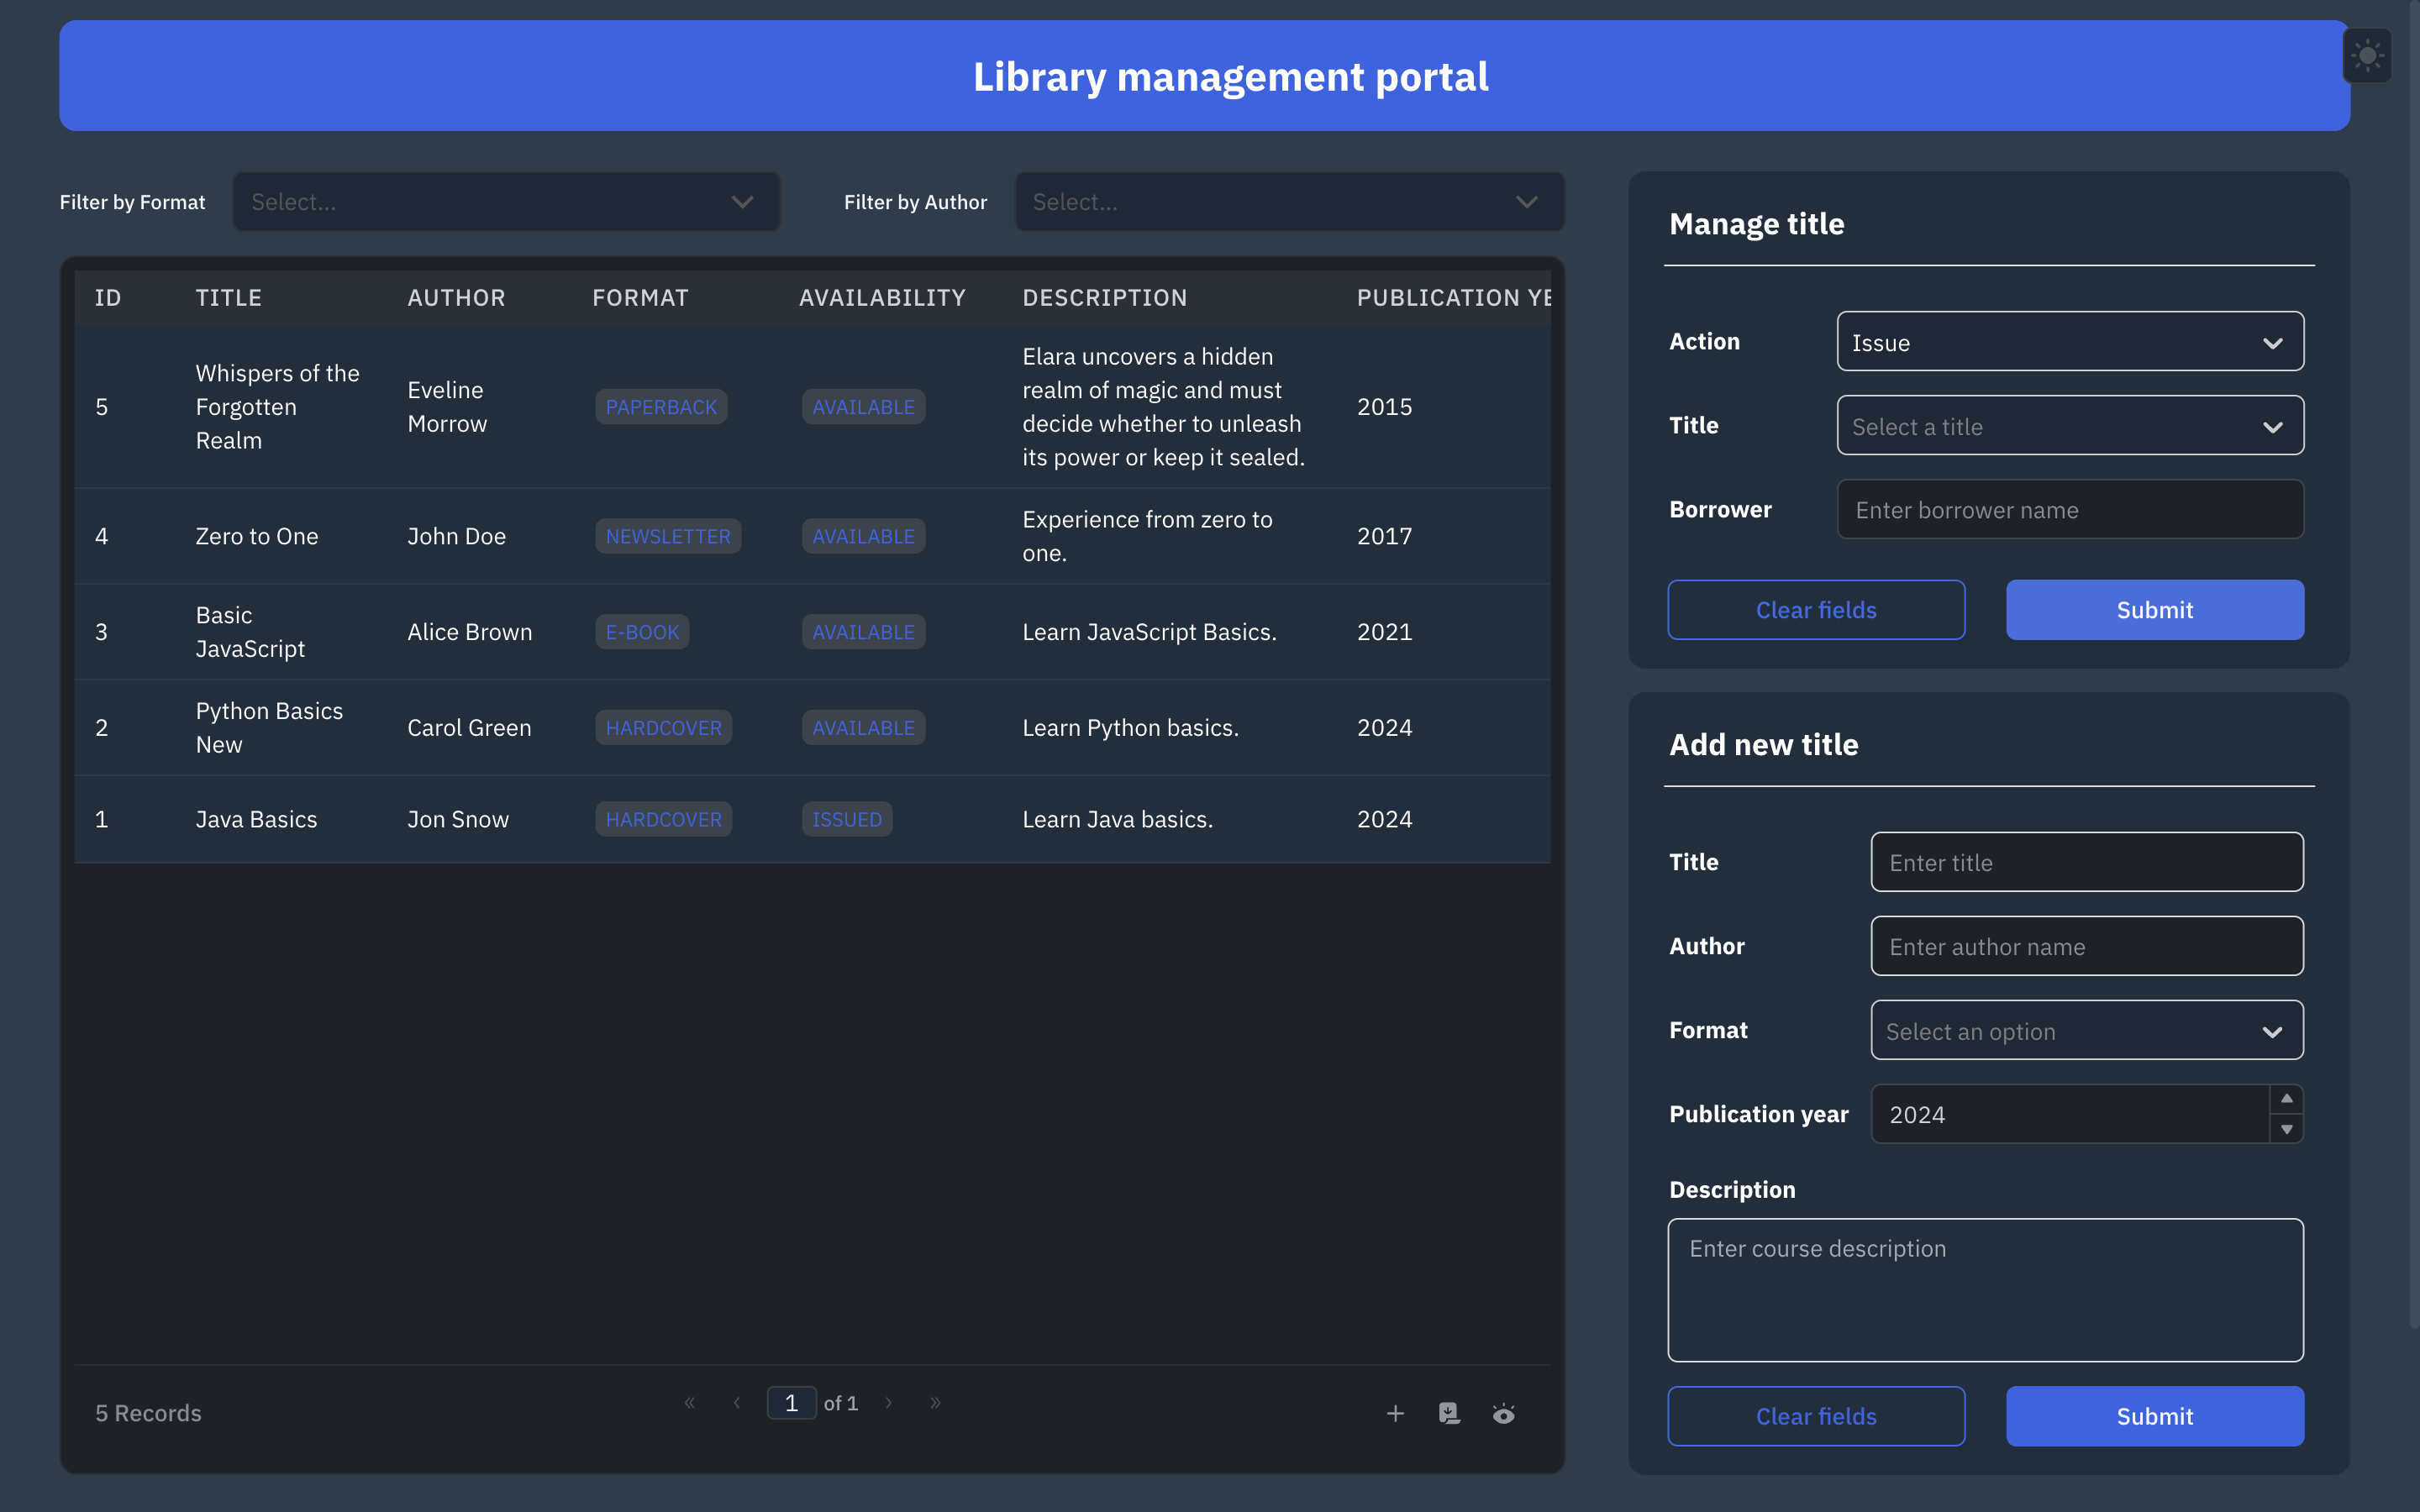 Library management portal
Filter by Format
Select...
Filter by Author
Select...
ID TITLE AUTHOR FORMAT AVAILABILITY DESCRIPTION PUBLICATION YE
5 Whispers of the Forgotten Realm Eveline Morrow PAPERBACK AVAILABLE Elara uncovers a hidden realm of magic and must decide whether to unleash its power or keep it sealed. 2015
4 Zero to One John Doe NEWSLETTER AVAILABLE Experience from zero to one. 2017
3 Basic JavaScript Alice Brown E-BOOK AVAILABLE Learn JavaScript Basics. 2021
2 Python Basics New Carol Green HARDCOVER AVAILABLE Learn Python basics. 2024
1 Java Basics Jon Snow HARDCOVER ISSUED Learn Java basics. 2024
5 Records
« ‹ 1 of 1 › »
Manage title
Action
Issue
Title
Select a title
Borrower
Enter borrower name
Clear fields
Submit
Add new title
Title
Enter title
Author
Enter author name
Format
Select an option
Publication year
2024
Description
Enter course description
Clear fields
Submit